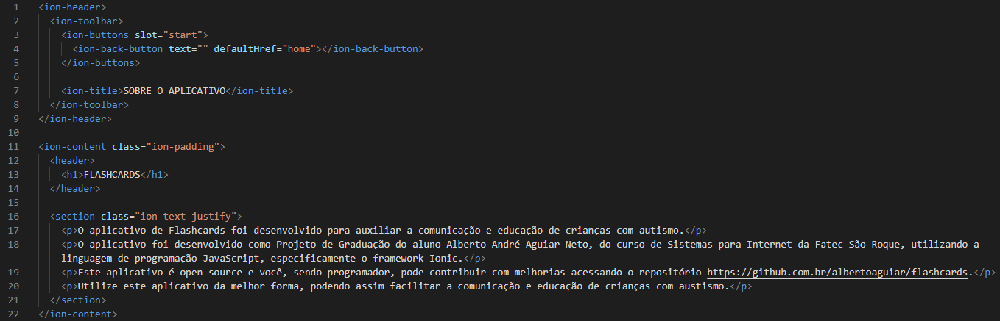 1 <ion-header>
2 <ion-toolbar>
3 <ion-buttons slot="start">
4 <ion-back-button text="" defaultHref="home"></ion-back-button>
5 </ion-buttons>
6
7 <ion-title>SOBRE O APLICATIVO</ion-title>
8 </ion-toolbar>
9 </ion-header>
10
11 <ion-content class="ion-padding">
12 <header>
13 <h1>FLASHCARDS</h1>
14 </header>
15
16 <section class="ion-text-justify">
17 <p>O aplicativo de Flashcards foi desenvolvido para auxiliar a comunicação e educação de crianças com autismo.</p>
18 <p>O aplicativo foi desenvolvido como Projeto de Graduação do aluno Alberto André Aguiar Neto, do curso de Sistemas para Internet da Fatec São Roque, utilizando a
linguagem de programação JavaScript, especificamente o framework Ionic.</p>
19 <p>Este aplicativo é open source e você, sendo programador, pode contribuir com melhorias acessando o repositório https://github.com.br/albertoaguiar/flashcards.</p>
20 <p>Utilize este aplicativo da melhor forma, podendo assim facilitar a comunicação e educação de crianças com austismo.</p>
21 </section>
22 </ion-content>